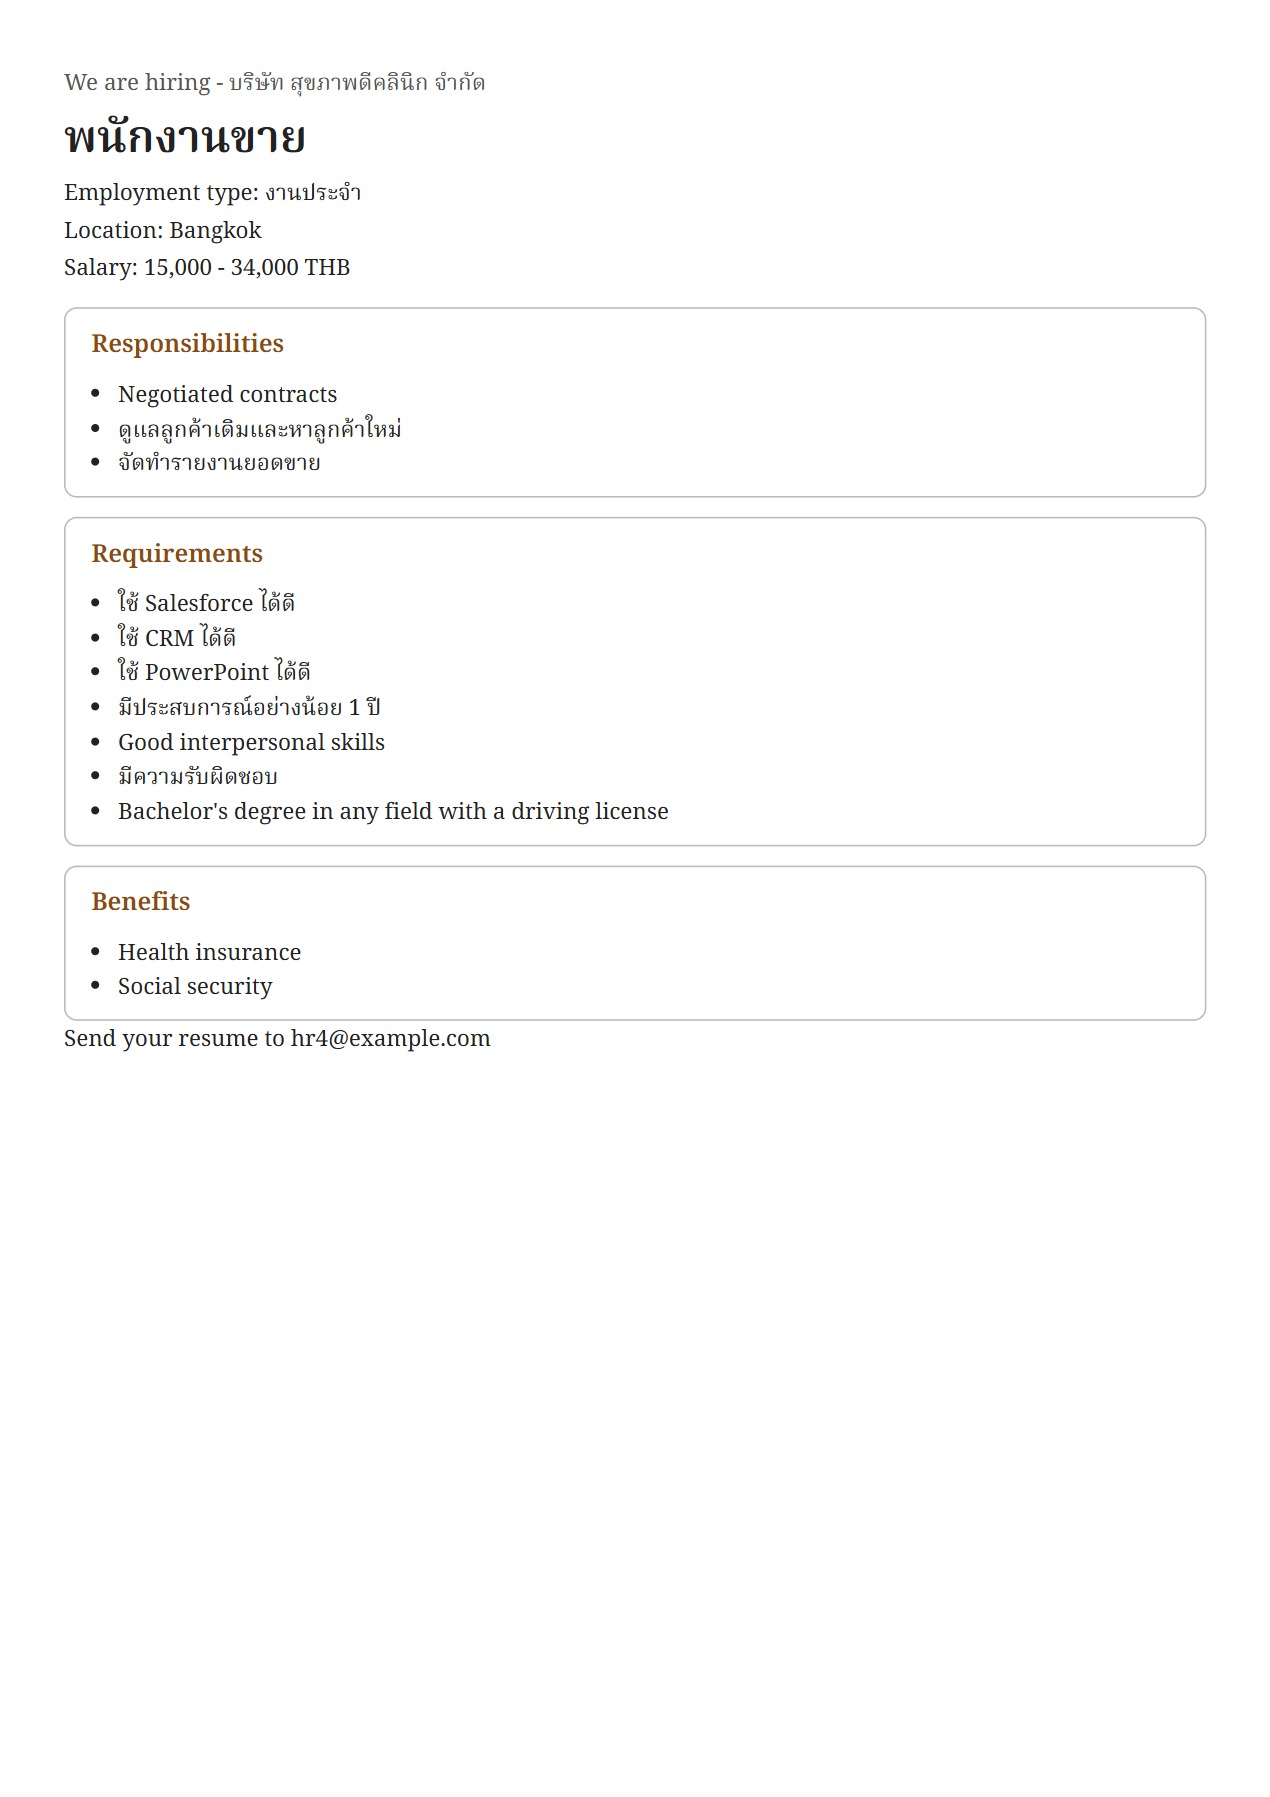 We are hiring - บริษัท สุขภาพดีคลินิก จำกัด
พนักงานขาย
Employment type: งานประจำ
Location: Bangkok
Salary: 15,000 - 34,000 THB
Responsibilities
• Negotiated contracts
• ดูแลลูกค้าเดิมและหาลูกค้าใหม่
• จัดทำรายงานยอดขาย
Requirements
• ใช้ Salesforce ได้ดี
• ใช้ CRM ได้ดี
• ใช้ PowerPoint ได้ดี
• มีประสบการณ์อย่างน้อย 1 ปี
• Good interpersonal skills
• มีความรับผิดชอบ
• Bachelor's degree in any field with a driving license
Benefits
• Health insurance
• Social security
Send your resume to hr4@example.com